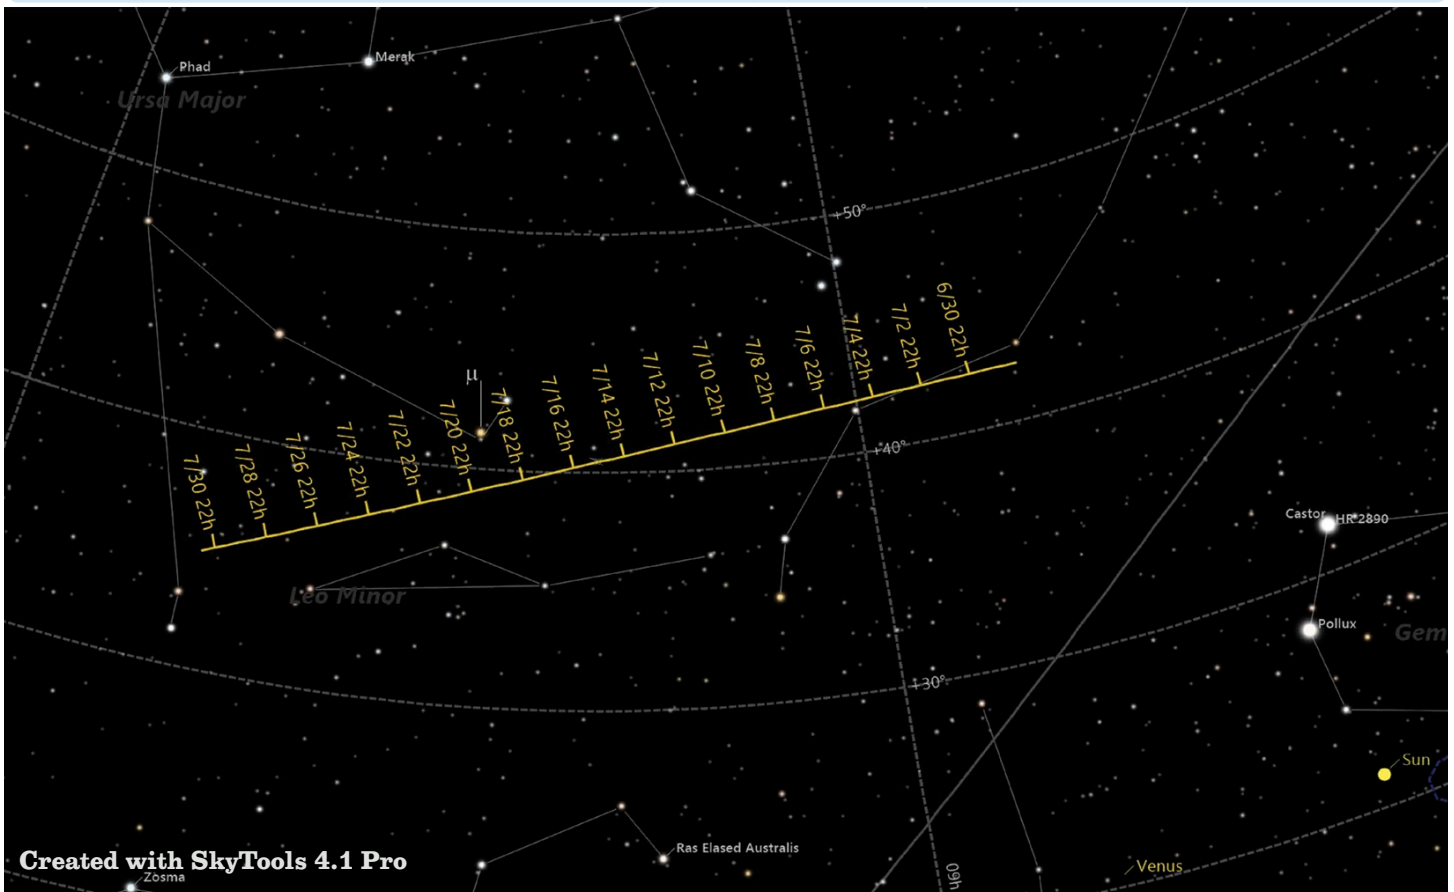 Phad
Merak
Ursa Major
+50°
6/30 22h
7/2 22h
7/4 22h
7/6 22h
7/8 22h
7/10 22h
7/12 22h
7/14 22h
7/16 22h
7/18 22h
7/20 22h
7/22 22h
7/24 22h
7/26 22h
7/28 22h
7/30 22h
μ
+40°
Castor
HR 2890
Leo Minor
Pollux
Gem
+30°
Sun
Ras Elased Australis
Venus
09h
Created with SkyTools 4.1 Pro
Zosma